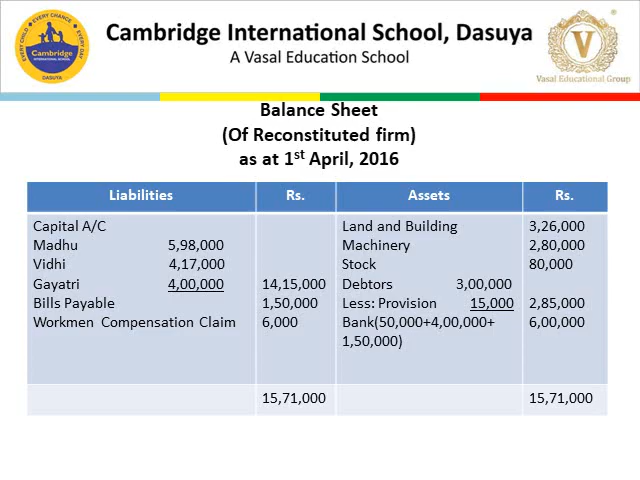 EVERY CHILD • EVERY CHANCE • EVERY DAY
Cambridge
INTERNATIONAL SCHOOL
DASUYA
Cambridge International School, Dasuya
A Vasal Education School
V
Vasal Educational Group
Balance Sheet
(Of Reconstituted firm)
as at 1st April, 2016
Liabilities Rs. Assets Rs.
Capital A/C Land and Building 3,26,000
Madhu 5,98,000 Machinery 2,80,000
Vidhi 4,17,000 Stock 80,000
Gayatri 4,00,000 14,15,000 Debtors 3,00,000
Bills Payable 1,50,000 Less: Provision 15,000 2,85,000
Workmen Compensation Claim 6,000 Bank(50,000+4,00,000+ 6,00,000
1,50,000)
15,71,000 15,71,000